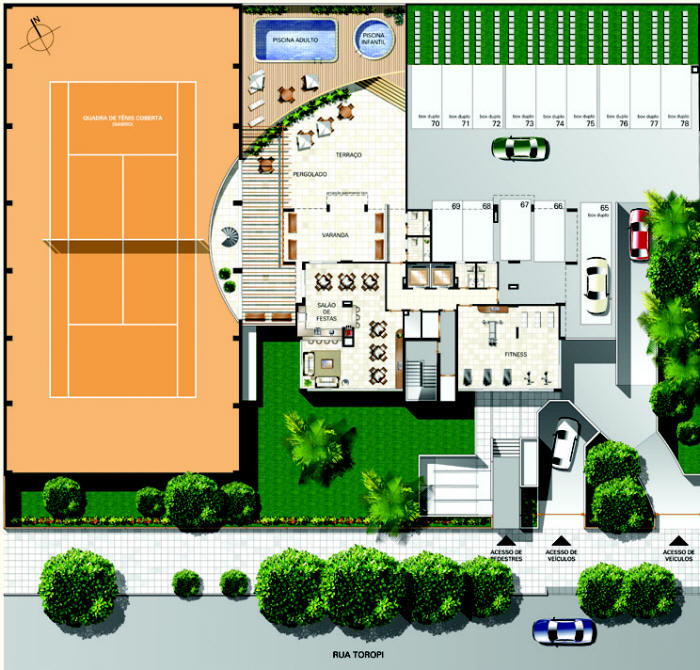 N
PISCINA ADULTO
PISCINA
INFANTIL
QUADRA DE TÊNIS COBERTA
(SAIBRO)
box duplo
70
box duplo
71
box duplo
72
box duplo
73
box duplo
74
box duplo
75
box duplo
76
box duplo
77
box duplo
78
TERRAÇO
PERGOLADO
VARANDA
69
68
67
66
65
box duplo
SALÃO
DE
FESTAS
FITNESS
ACESSO DE
PEDESTRES
ACESSO DE
VEÍCULOS
ACESSO DE
VEÍCULOS
RUA TOROPI